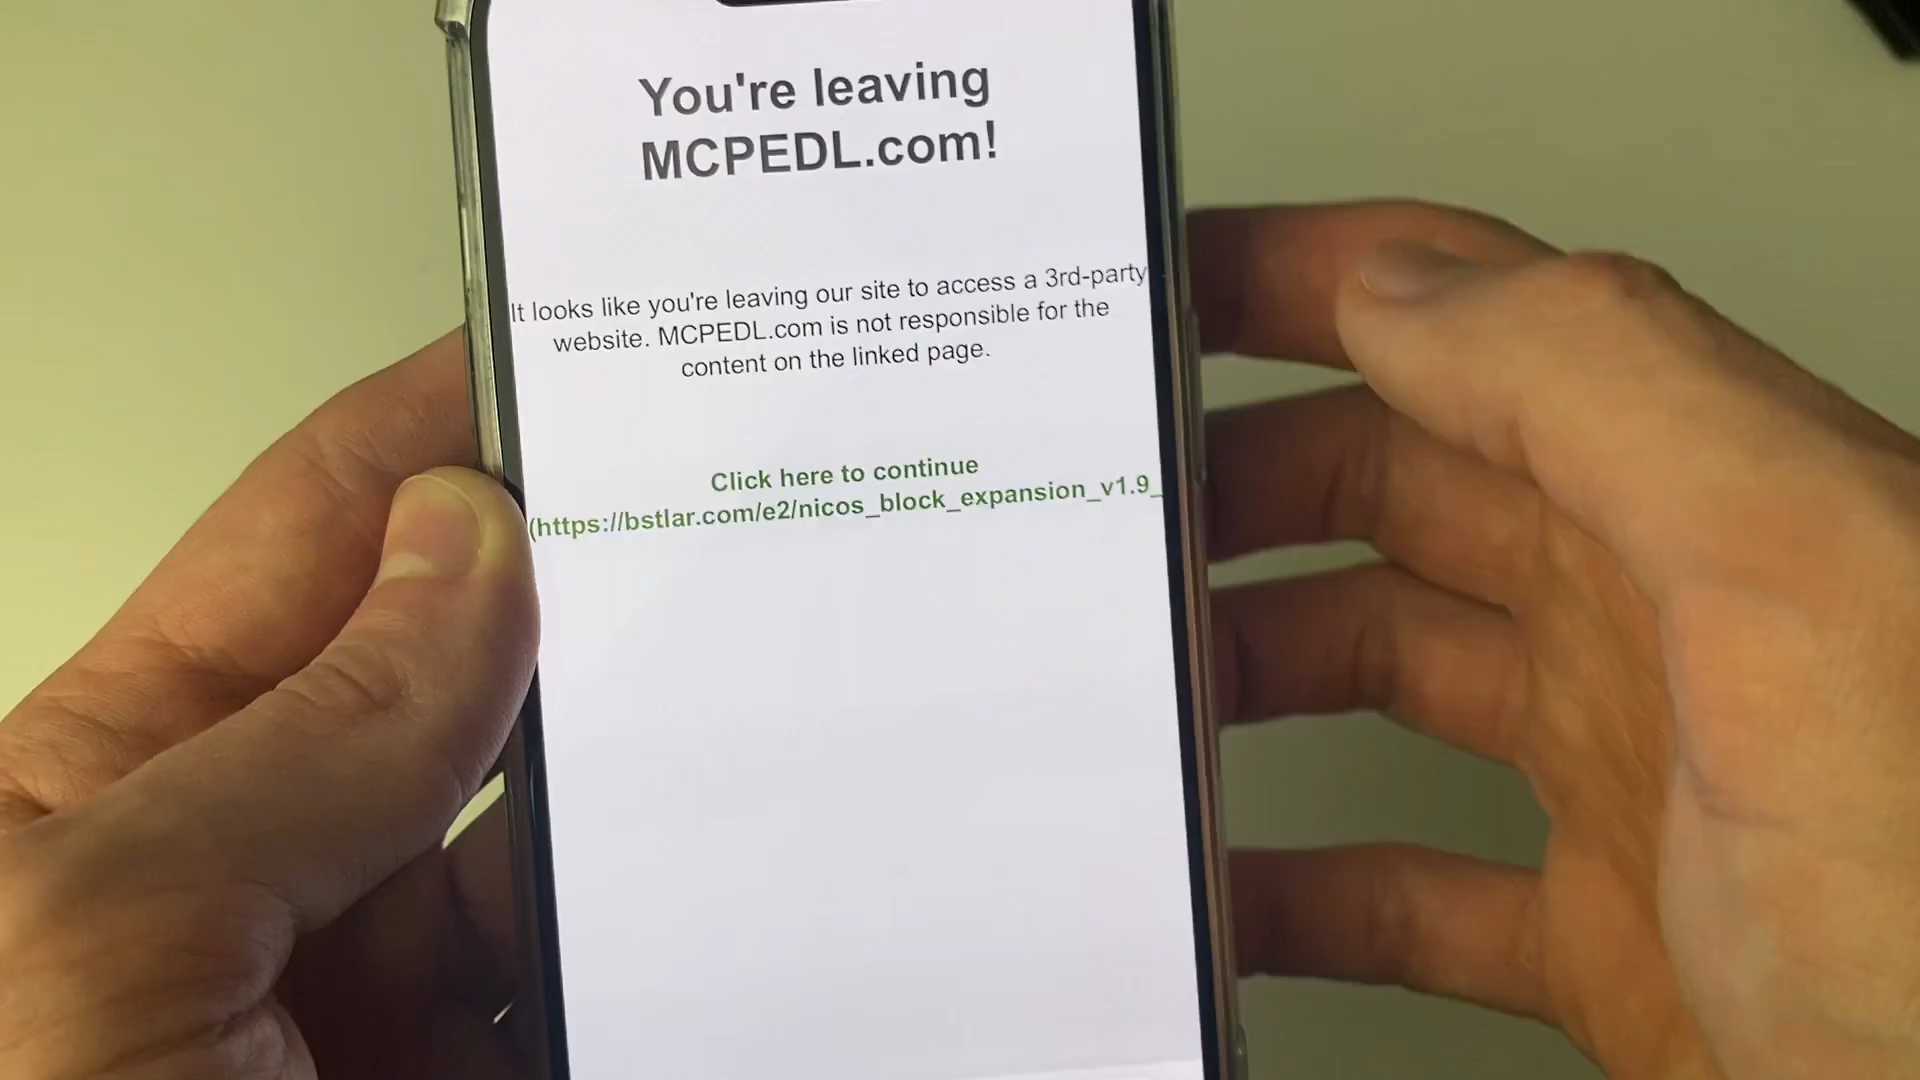 You're leaving
MCPEDL.com!
It looks like you're leaving our site to access a 3rd-party
website. MCPEDL.com is not responsible for the
content on the linked page.
Click here to continue
(https://bstlar.com/e2/nicos_block_expansion_v1.9_